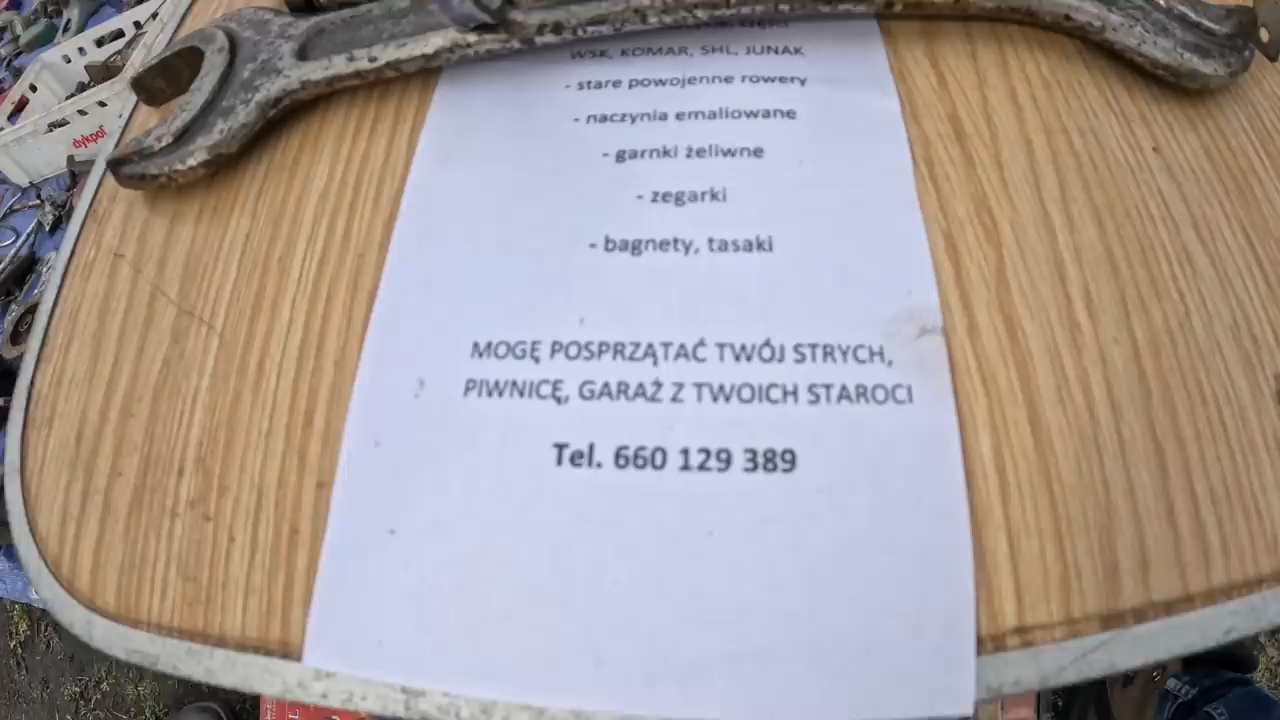 WSK, KOMAR, SHL, JUNAK
- stare powojenne rowery
- naczynia emaliowane
- garnki żeliwne
- zegarki
- bagnety, tasaki
MOGĘ POSPRZĄTAĆ TWÓJ STRYCH,
PIWNICĘ, GARAŻ Z TWOICH STAROCI
Tel. 660 129 389
dykpol